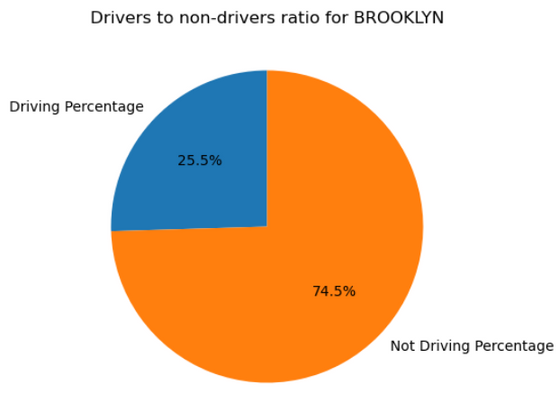 Drivers to non-drivers ratio for BROOKLYN
Driving Percentage
25.5%
74.5%
Not Driving Percentage